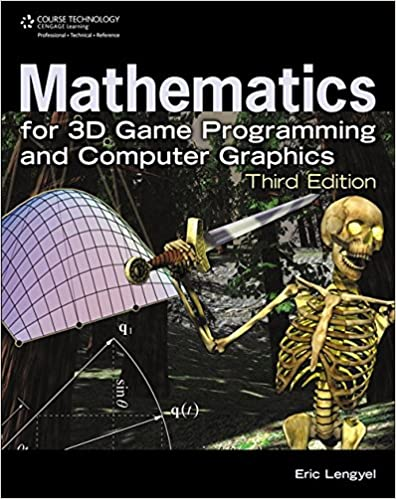 COURSE TECHNOLOGY
CENGAGE Learning
Professional • Technical • Reference
Mathematics
for 3D Game Programming
and Computer Graphics
Third Edition
q₁
sin θ
q(t)
θ
Eric Lengyel